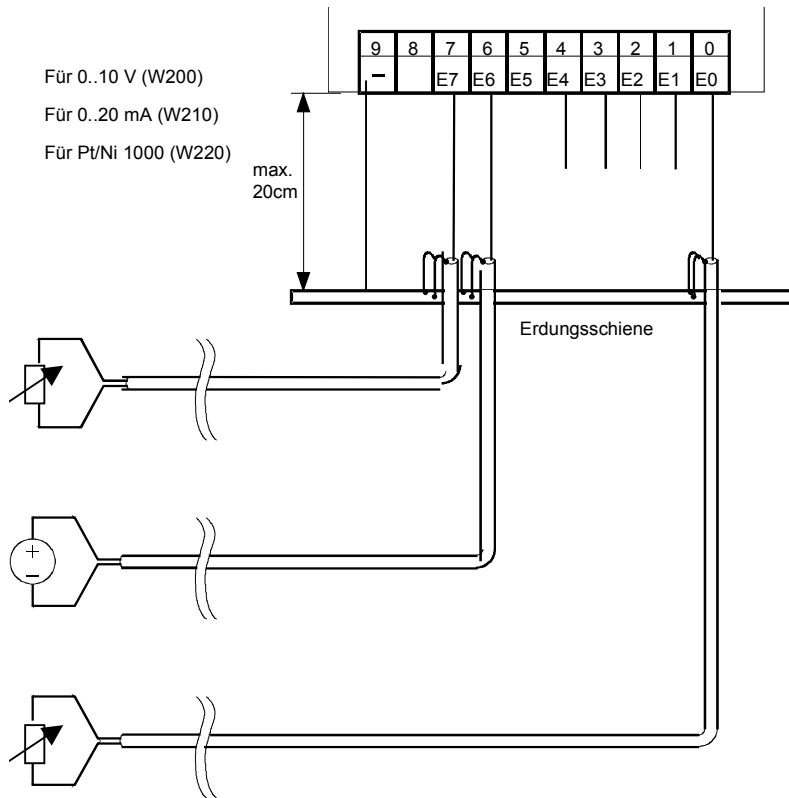 9 8 7 6 5 4 3 2 1 0
– E7 E6 E5 E4 E3 E2 E1 E0
Für 0..10 V (W200)
Für 0..20 mA (W210)
Für Pt/Ni 1000 (W220)
max.
20cm
Erdungsschiene
+
–